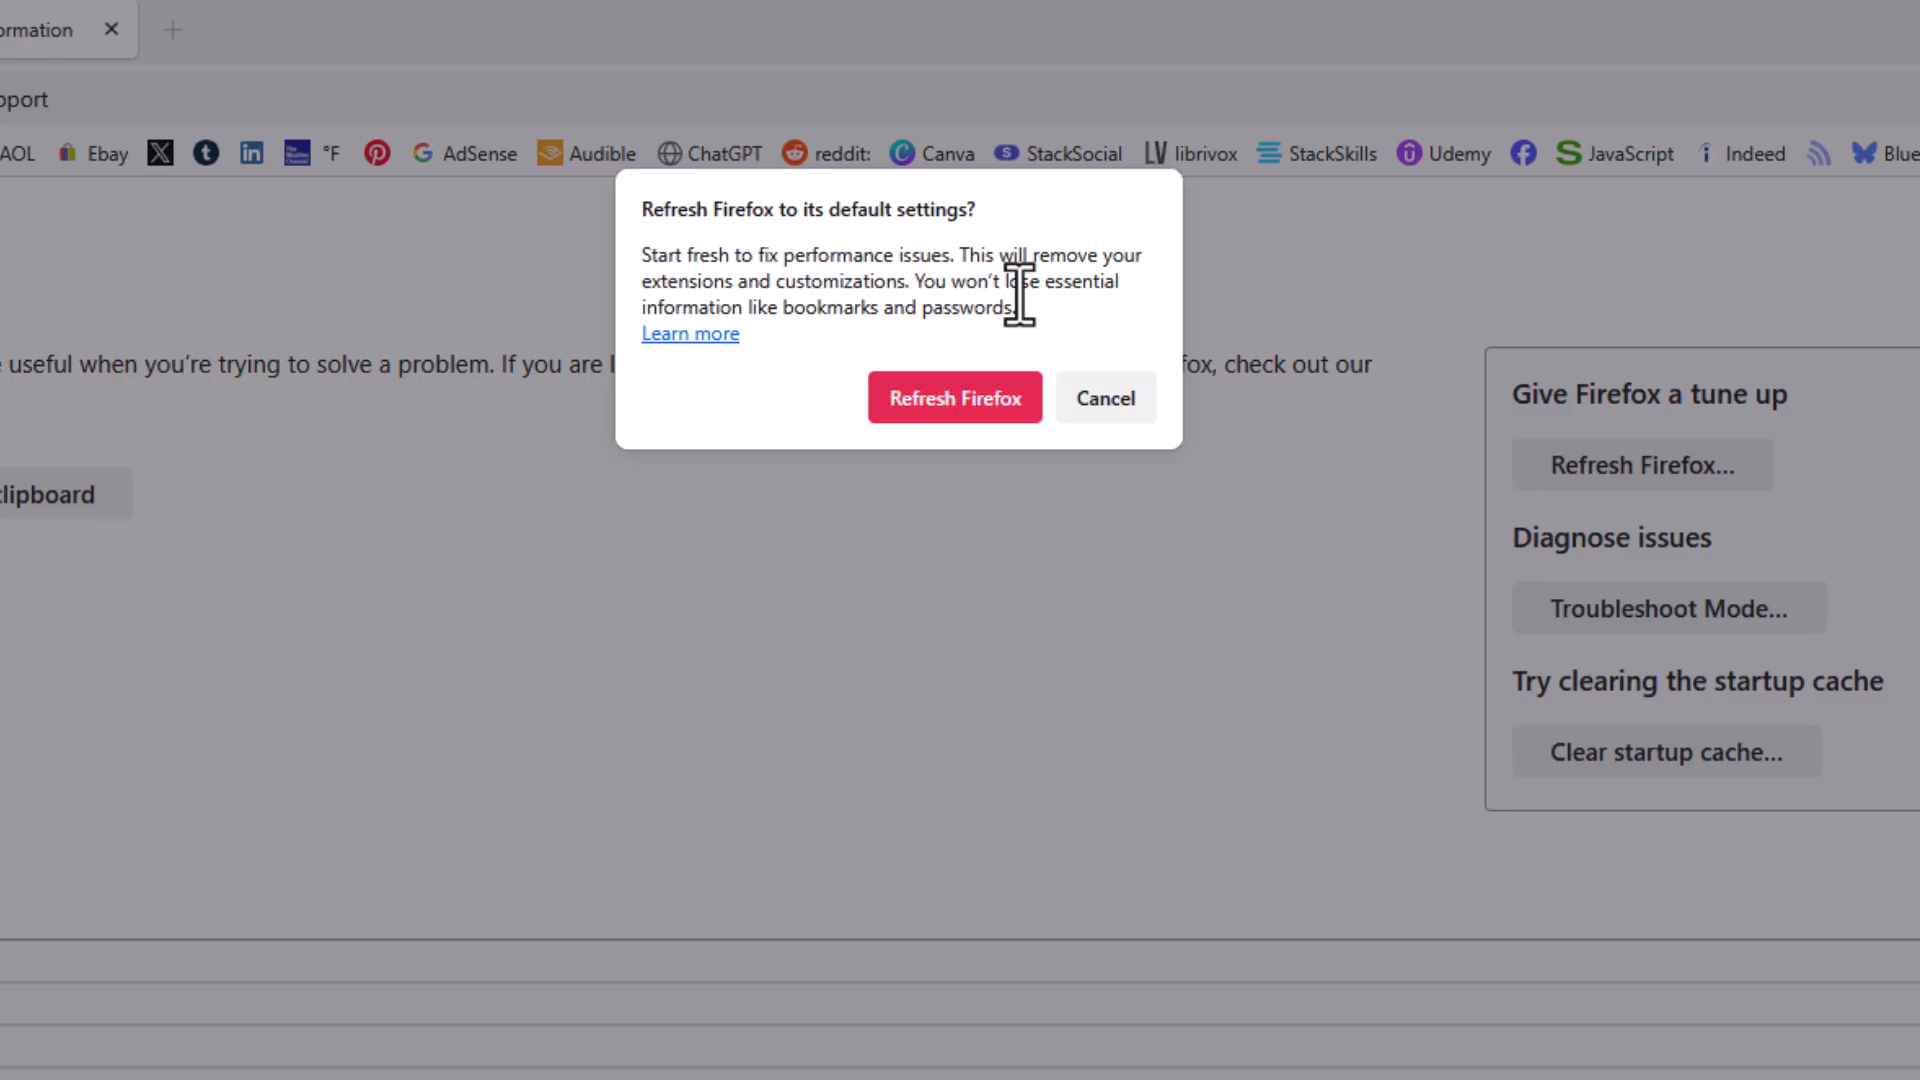 ormation
pport
AOL Ebay °F AdSense Audible ChatGPT reddit: Canva StackSocial LV librivox StackSkills Udemy JavaScript Indeed Blue
Refresh Firefox to its default settings?
Start fresh to fix performance issues. This will remove your
extensions and customizations. You won't lose essential
information like bookmarks and passwords.
Learn more
Refresh Firefox Cancel
useful when you're trying to solve a problem. If you are l fox, check out our
clipboard
Give Firefox a tune up
Refresh Firefox...
Diagnose issues
Troubleshoot Mode...
Try clearing the startup cache
Clear startup cache...